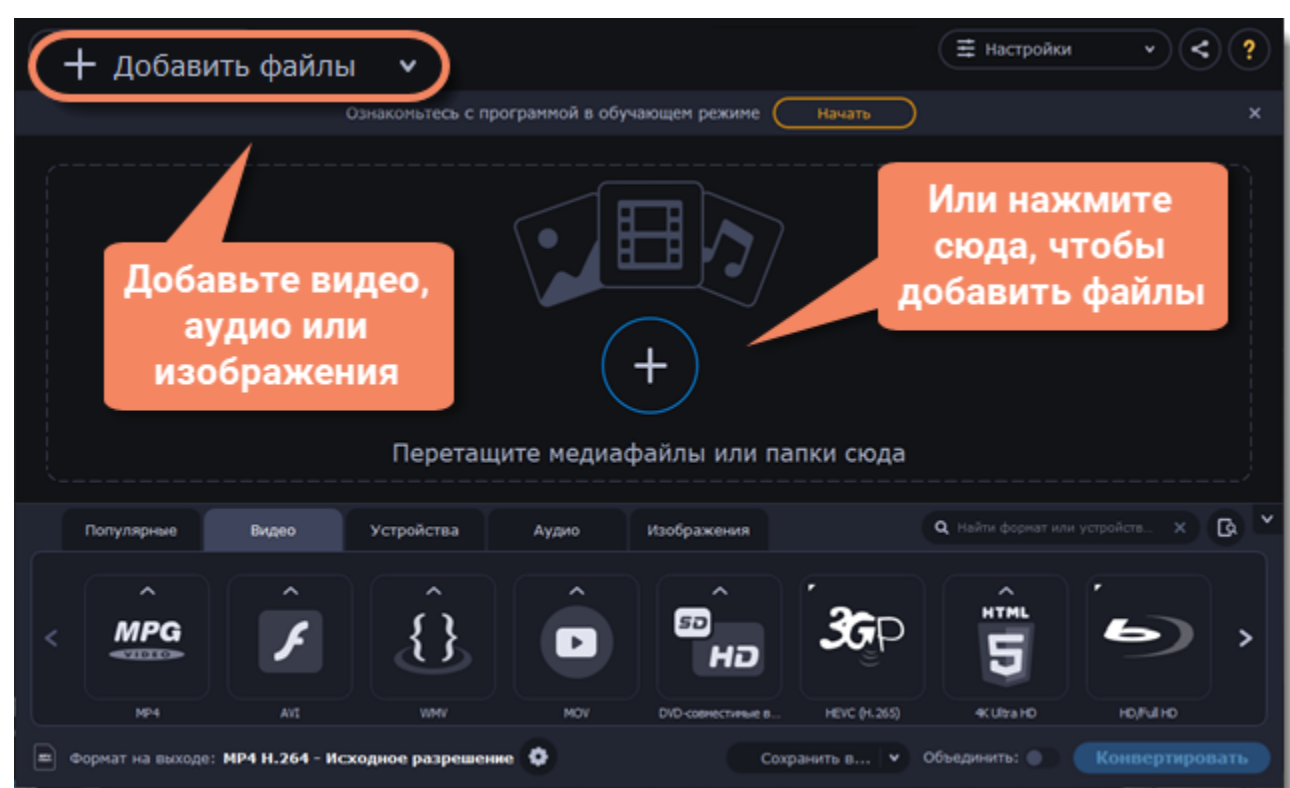 Добавить файлы
Настройки
?
Ознакомьтесь с программой в обучающем режиме
Начать
Или нажмите
сюда, чтобы
добавить файлы
Добавьте видео,
аудио или
изображения
Перетащите медиафайлы или папки сюда
Популярные
Видео
Устройства
Аудио
Изображения
Найти формат или устройств...
MPG
VIDEO
SD
HD
3GP
HTML
5
MP4
AVI
WMV
MOV
DVD-совместимые в...
HEVC (H.265)
4K Ultra HD
HD/Full HD
Формат на выходе: MP4 H.264 - Исходное разрешение
Сохранить в...
Объединить:
Конвертировать